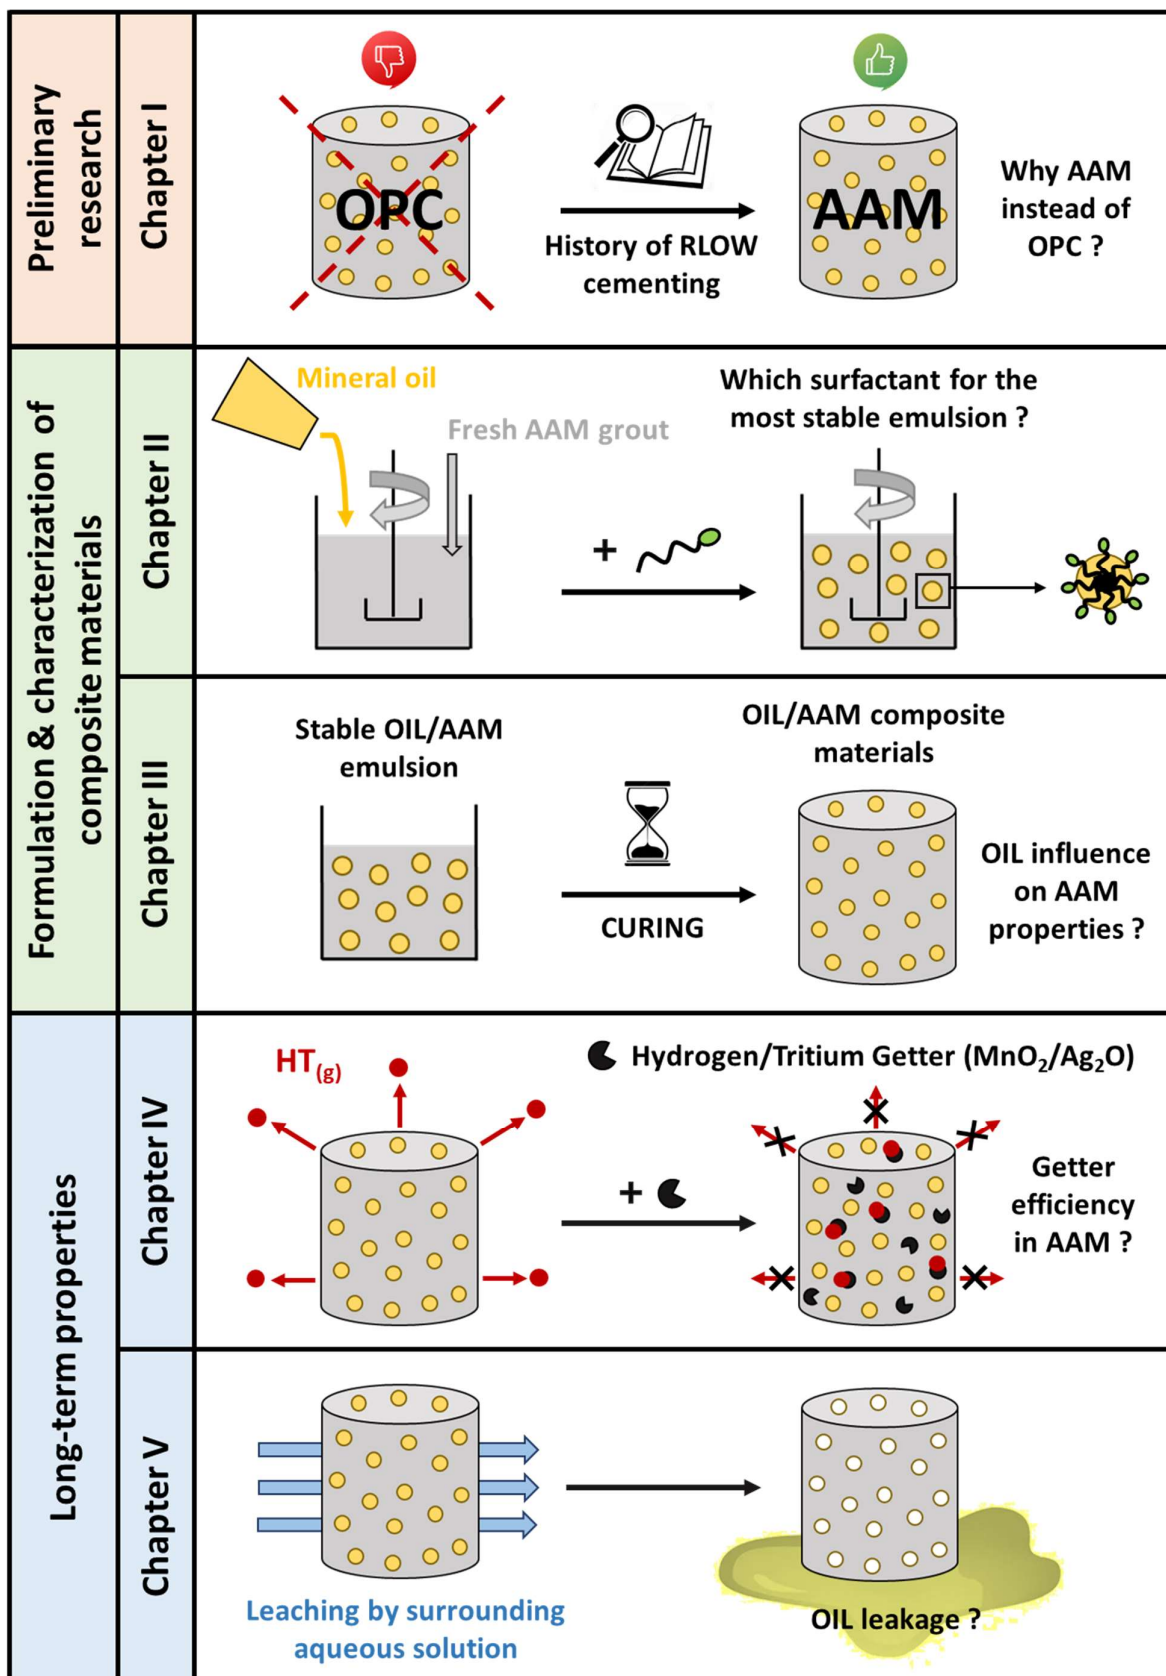 Preliminary
research
Chapter I
OPC
History of RLOW
cementing
AAM
Why AAM
instead of
OPC ?
Formulation & characterization of
composite materials
Chapter II
Mineral oil
Fresh AAM grout
+
Which surfactant for the
most stable emulsion ?
Chapter III
Stable OIL/AAM
emulsion
CURING
OIL/AAM composite
materials
OIL influence
on AAM
properties ?
Long-term properties
Chapter IV
HT(g)
+
Hydrogen/Tritium Getter (MnO₂/Ag₂O)
Getter
efficiency
in AAM ?
Chapter V
Leaching by surrounding
aqueous solution
OIL leakage ?